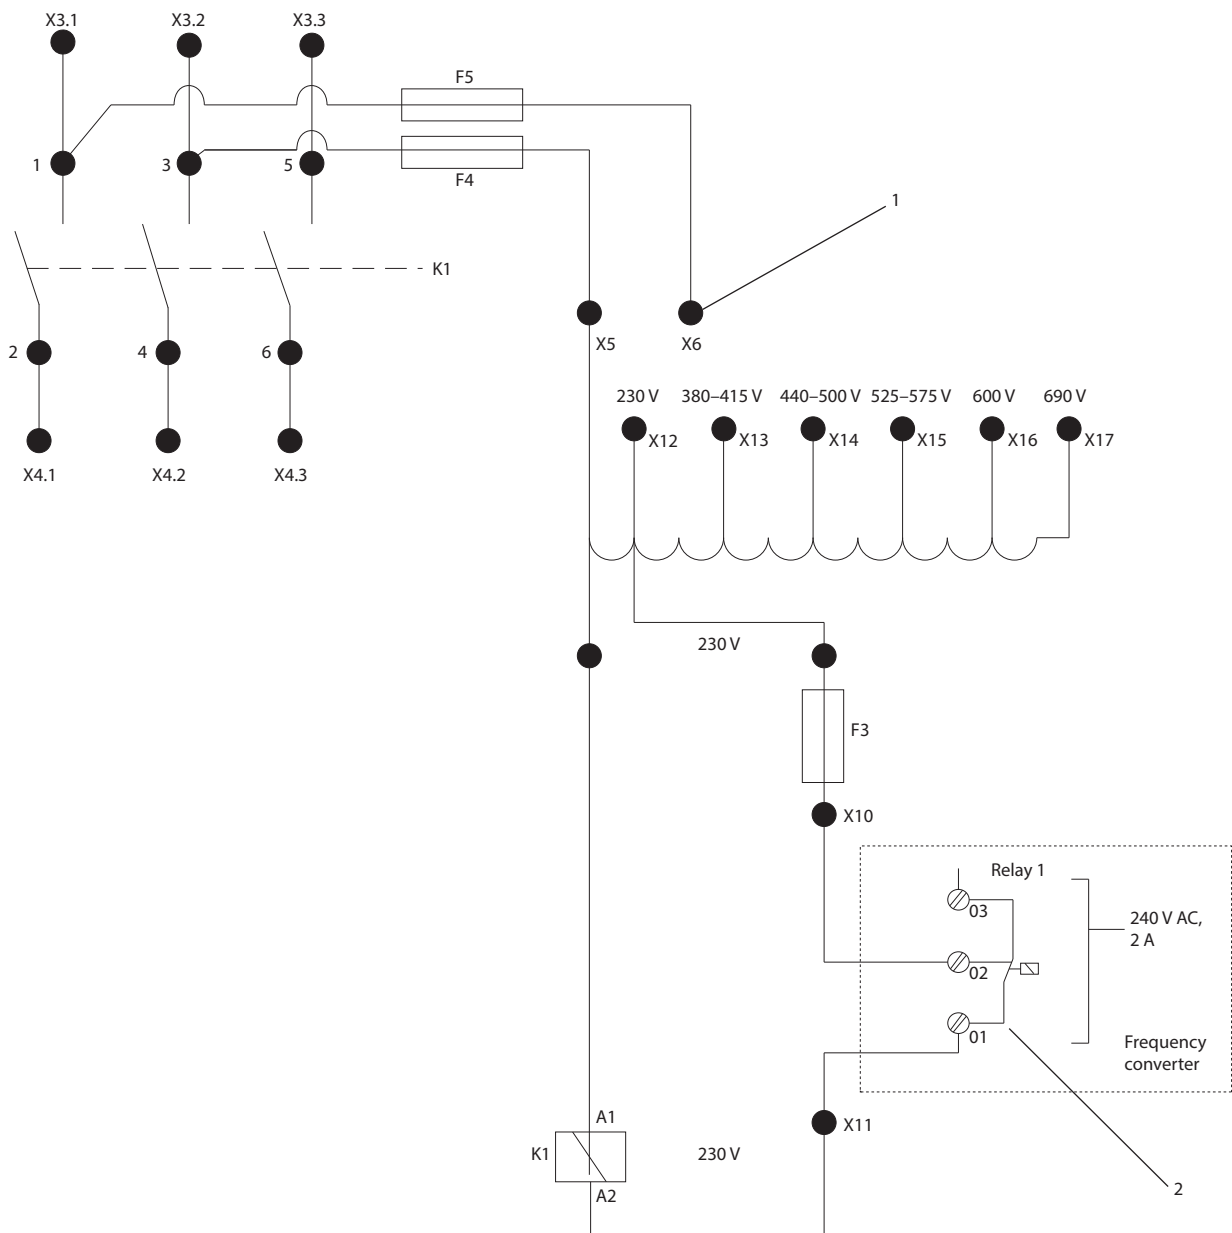 X3.1 X3.2 X3.3
F5
1 3 5
F4
1
K1
X5 X6
2 4 6
230 V 380–415 V 440–500 V 525–575 V 600 V 690 V
X12 X13 X14 X15 X16 X17
X4.1 X4.2 X4.3
230 V
F3
X10
Relay 1
03
240 V AC,
2 A
02
01
Frequency
converter
A1
X11
K1
230 V
A2
2